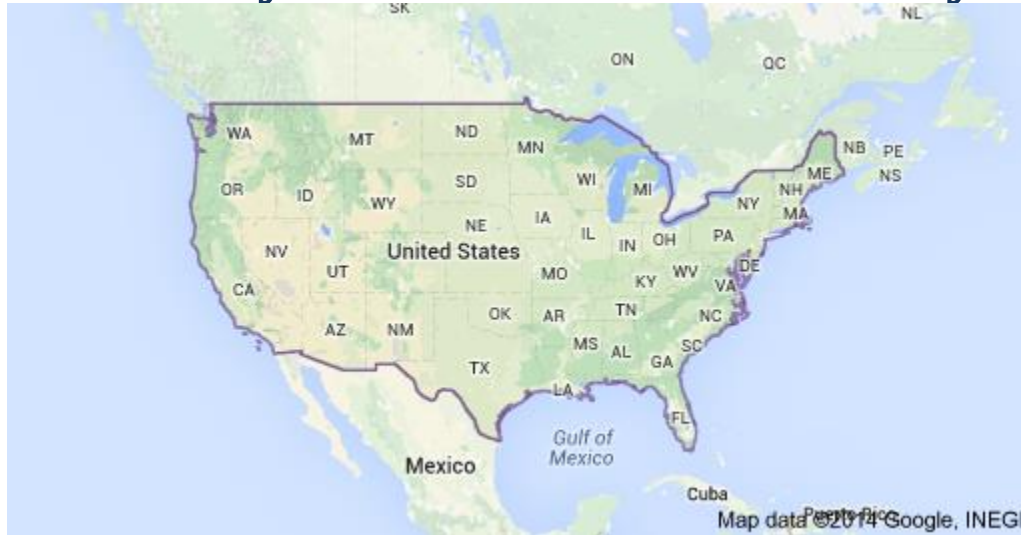 SK
NL
ON
QC
WA
MT
ND
MN
NB
PE
OR
ID
WY
SD
WI
MI
NY
NH
ME
NS
NE
IA
IL
IN
OH
PA
MA
NV
UT
United States
MO
KY
WV
VA
DE
CA
AZ
NM
OK
AR
TN
NC
TX
MS
AL
GA
SC
LA
FL
Gulf of
Mexico
Mexico
Cuba
Puerto Rico
Map data ©2014 Google, INEGI